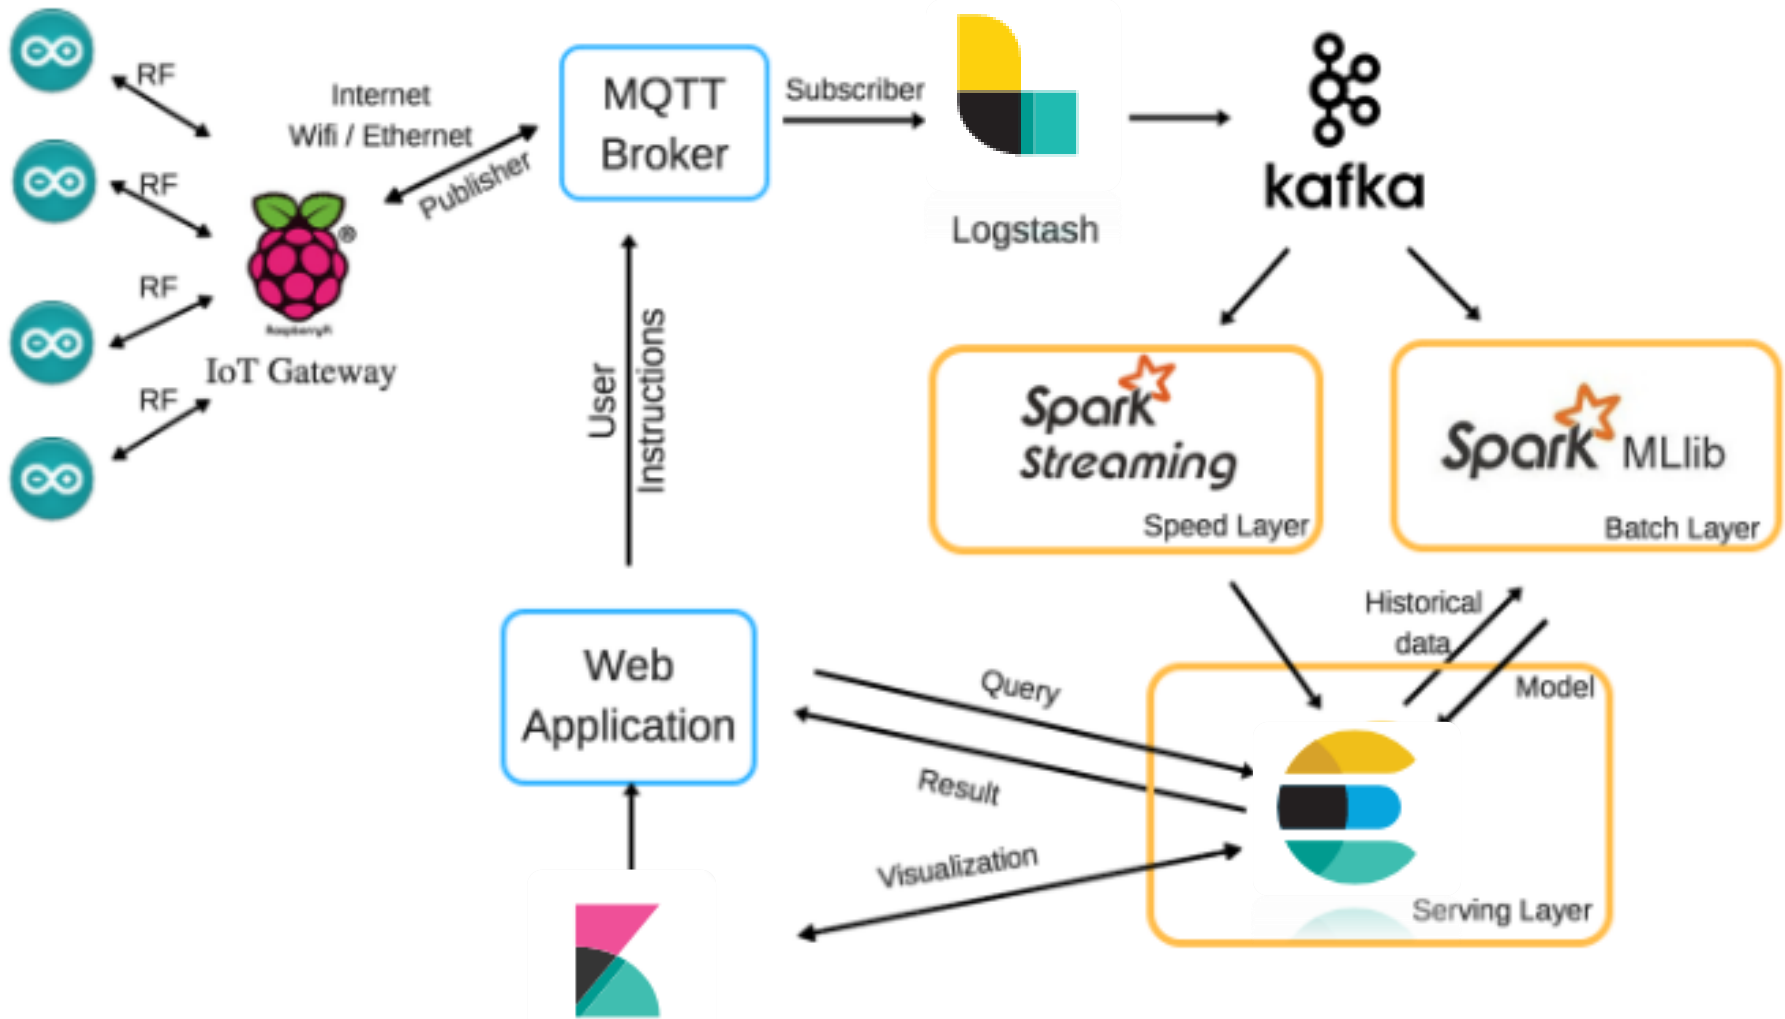 RF
RF
RF
RF
Internet
Wifi / Ethernet
Publisher
®
RaspberryPi
IoT Gateway
MQTT
Broker
Subscriber
Logstash
kafka
User
Instructions
Spark
Streaming
Speed Layer
Spark MLlib
Batch Layer
Historical
data
Model
Web
Application
Query
Result
Visualization
Serving Layer